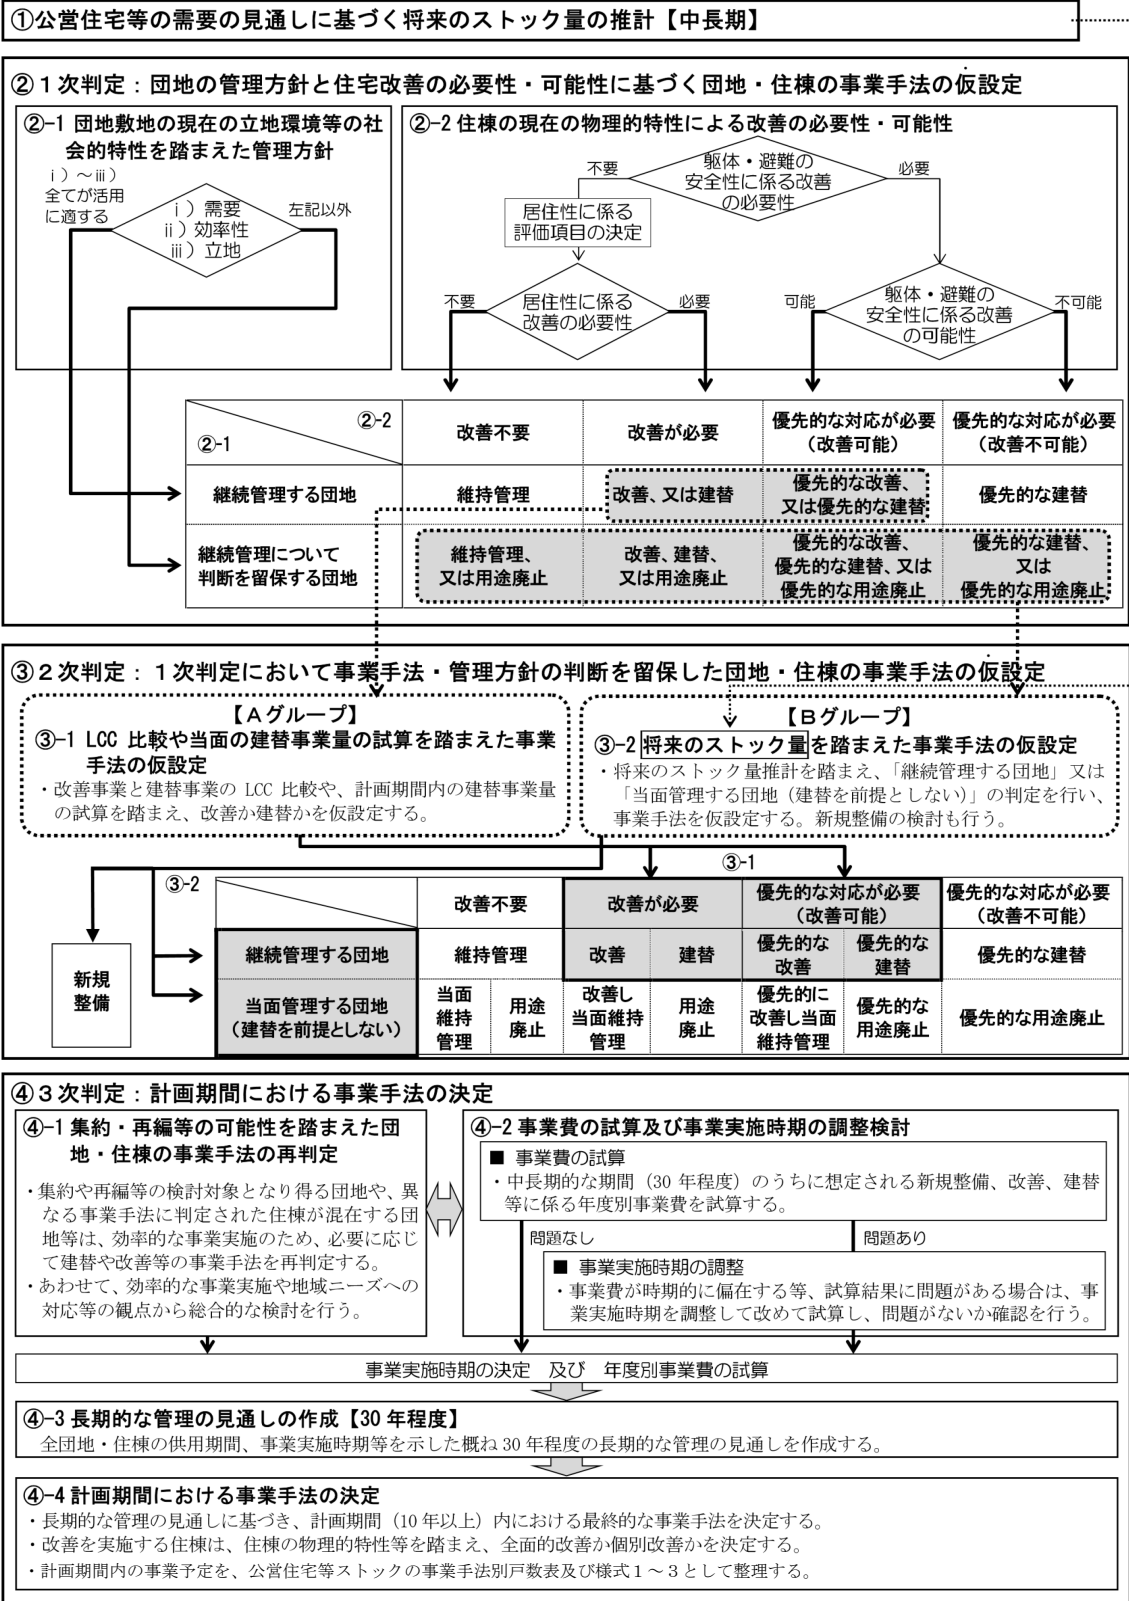 ①公営住宅等の需要の見通しに基づく将来のストック量の推計【中長期】
②１次判定：団地の管理方針と住宅改善の必要性・可能性に基づく団地・住棟の事業手法の仮設定
②-1 団地敷地の現在の立地環境等の社
会的特性を踏まえた管理方針
ⅰ）～ⅲ）
全てが活用
に適する
ⅰ）需要
ⅱ）効率性
ⅲ）立地
左記以外
②-2 住棟の現在の物理的特性による改善の必要性・可能性
不要
躯体・避難の
安全性に係る改善
の必要性
必要
居住性に係る
評価項目の決定
不要
居住性に係る
改善の必要性
必要
可能
躯体・避難の
安全性に係る改善
の可能性
不可能
②-2
②-1
改善不要
改善が必要
優先的な対応が必要
（改善可能）
優先的な対応が必要
（改善不可能）
継続管理する団地
維持管理
改善、又は建替
優先的な改善、
又は優先的な建替
優先的な建替
継続管理について
判断を留保する団地
維持管理、
又は用途廃止
改善、建替、
又は用途廃止
優先的な改善、
優先的な建替、又は
優先的な用途廃止
優先的な建替、
又は
優先的な用途廃止
③２次判定：１次判定において事業手法・管理方針の判断を留保した団地・住棟の事業手法の仮設定
【Ａグループ】
③-1 LCC 比較や当面の建替事業量の試算を踏まえた事業
手法の仮設定
・改善事業と建替事業の LCC 比較や、計画期間内の建替事業量
の試算を踏まえ、改善か建替かを仮設定する。
【Ｂグループ】
③-2 将来のストック量を踏まえた事業手法の仮設定
・将来のストック量推計を踏まえ、「継続管理する団地」又は
「当面管理する団地（建替を前提としない）」の判定を行い、
事業手法を仮設定する。新規整備の検討も行う。
③-1
③-2
改善不要
改善が必要
優先的な対応が必要
（改善可能）
優先的な対応が必要
（改善不可能）
新規
整備
継続管理する団地
維持管理
改善
建替
優先的な
改善
優先的な
建替
優先的な建替
当面管理する団地
（建替を前提としない）
当面
維持
管理
用途
廃止
改善し
当面維持
管理
用途
廃止
優先的に
改善し当面
維持管理
優先的な
用途廃止
優先的な用途廃止
④３次判定：計画期間における事業手法の決定
④-1 集約・再編等の可能性を踏まえた団
地・住棟の事業手法の再判定
・集約や再編等の検討対象となり得る団地や、異
なる事業手法に判定された住棟が混在する団
地等は、効率的な事業実施のため、必要に応じ
て建替や改善等の事業手法を再判定する。
・あわせて、効率的な事業実施や地域ニーズへの
対応等の観点から総合的な検討を行う。
④-2 事業費の試算及び事業実施時期の調整検討
■ 事業費の試算
・中長期的な期間（30 年程度）のうちに想定される新規整備、改善、建替
等に係る年度別事業費を試算する。
問題なし
問題あり
■ 事業実施時期の調整
・事業費が時期的に偏在する等、試算結果に問題がある場合は、事
業実施時期を調整して改めて試算し、問題がないか確認を行う。
事業実施時期の決定　及び　年度別事業費の試算
④-3 長期的な管理の見通しの作成【30 年程度】
全団地・住棟の供用期間、事業実施時期等を示した概ね 30 年程度の長期的な管理の見通しを作成する。
④-4 計画期間における事業手法の決定
・長期的な管理の見通しに基づき、計画期間（10 年以上）内における最終的な事業手法を決定する。
・改善を実施する住棟は、住棟の物理的特性等を踏まえ、全面的改善か個別改善かを決定する。
・計画期間内の事業予定を、公営住宅等ストックの事業手法別戸数表及び様式１～３として整理する。